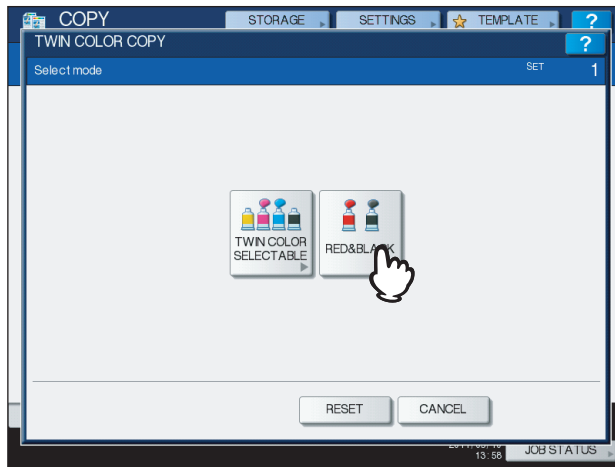 COPY
STORAGE
SETTINGS
TEMPLATE
?
TWIN COLOR COPY
?
Select mode
SET
1
TWIN COLOR
SELECTABLE
RED&BLACK
RESET
CANCEL
13:58
JOB STATUS